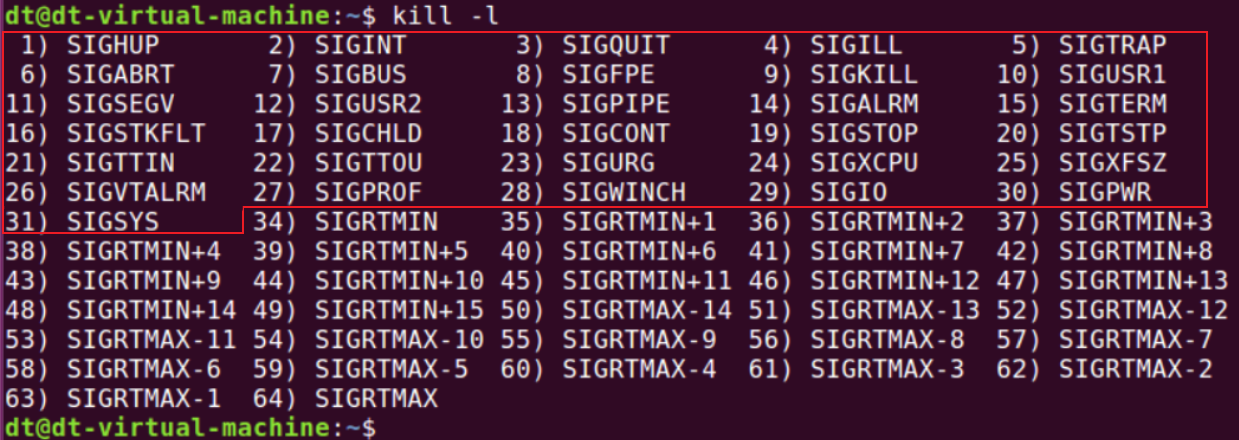 dt@dt-virtual-machine:~$ kill -l
 1) SIGHUP       2) SIGINT       3) SIGQUIT      4) SIGILL       5) SIGTRAP
 6) SIGABRT      7) SIGBUS       8) SIGFPE       9) SIGKILL     10) SIGUSR1
11) SIGSEGV     12) SIGUSR2     13) SIGPIPE     14) SIGALRM     15) SIGTERM
16) SIGSTKFLT   17) SIGCHLD     18) SIGCONT     19) SIGSTOP     20) SIGTSTP
21) SIGTTIN     22) SIGTTOU     23) SIGURG      24) SIGXCPU     25) SIGXFSZ
26) SIGVTALRM   27) SIGPROF     28) SIGWINCH    29) SIGIO       30) SIGPWR
31) SIGSYS      34) SIGRTMIN    35) SIGRTMIN+1  36) SIGRTMIN+2  37) SIGRTMIN+3
38) SIGRTMIN+4  39) SIGRTMIN+5  40) SIGRTMIN+6  41) SIGRTMIN+7  42) SIGRTMIN+8
43) SIGRTMIN+9  44) SIGRTMIN+10 45) SIGRTMIN+11 46) SIGRTMIN+12 47) SIGRTMIN+13
48) SIGRTMIN+14 49) SIGRTMIN+15 50) SIGRTMAX-14 51) SIGRTMAX-13 52) SIGRTMAX-12
53) SIGRTMAX-11 54) SIGRTMAX-10 55) SIGRTMAX-9  56) SIGRTMAX-8  57) SIGRTMAX-7
58) SIGRTMAX-6  59) SIGRTMAX-5  60) SIGRTMAX-4  61) SIGRTMAX-3  62) SIGRTMAX-2
63) SIGRTMAX-1  64) SIGRTMAX
dt@dt-virtual-machine:~$